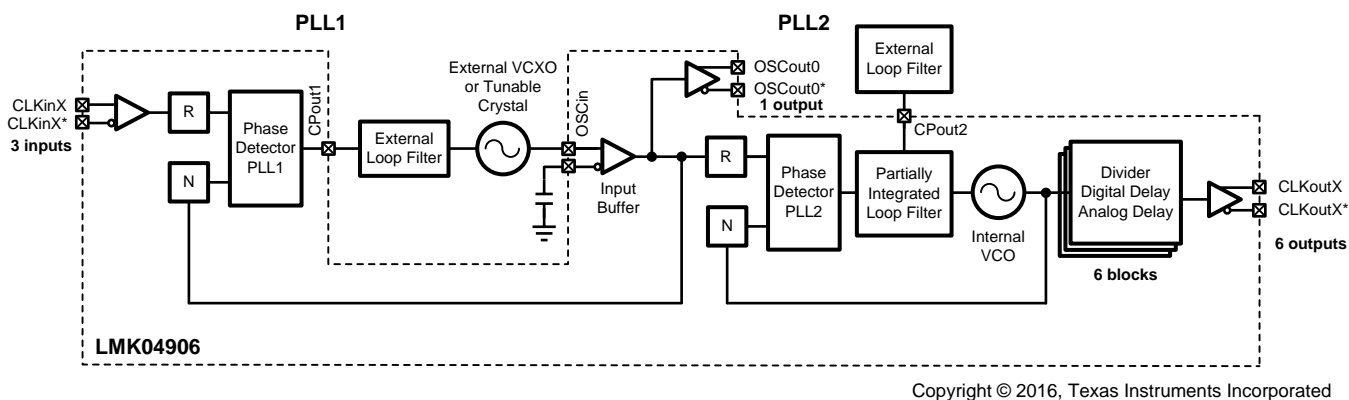 PLL1
PLL2
External
Loop Filter
External VCXO
or Tunable
Crystal
OSCout0
OSCout0*
1 output
CLKinX
CLKinX*
3 inputs
R
N
Phase
Detector
PLL1
CPout1
External
Loop Filter
OSCin
Input
Buffer
R
N
Phase
Detector
PLL2
CPout2
Partially
Integrated
Loop Filter
Internal
VCO
Divider
Digital Delay
Analog Delay
6 blocks
CLKoutX
CLKoutX*
6 outputs
LMK04906
Copyright © 2016, Texas Instruments Incorporated